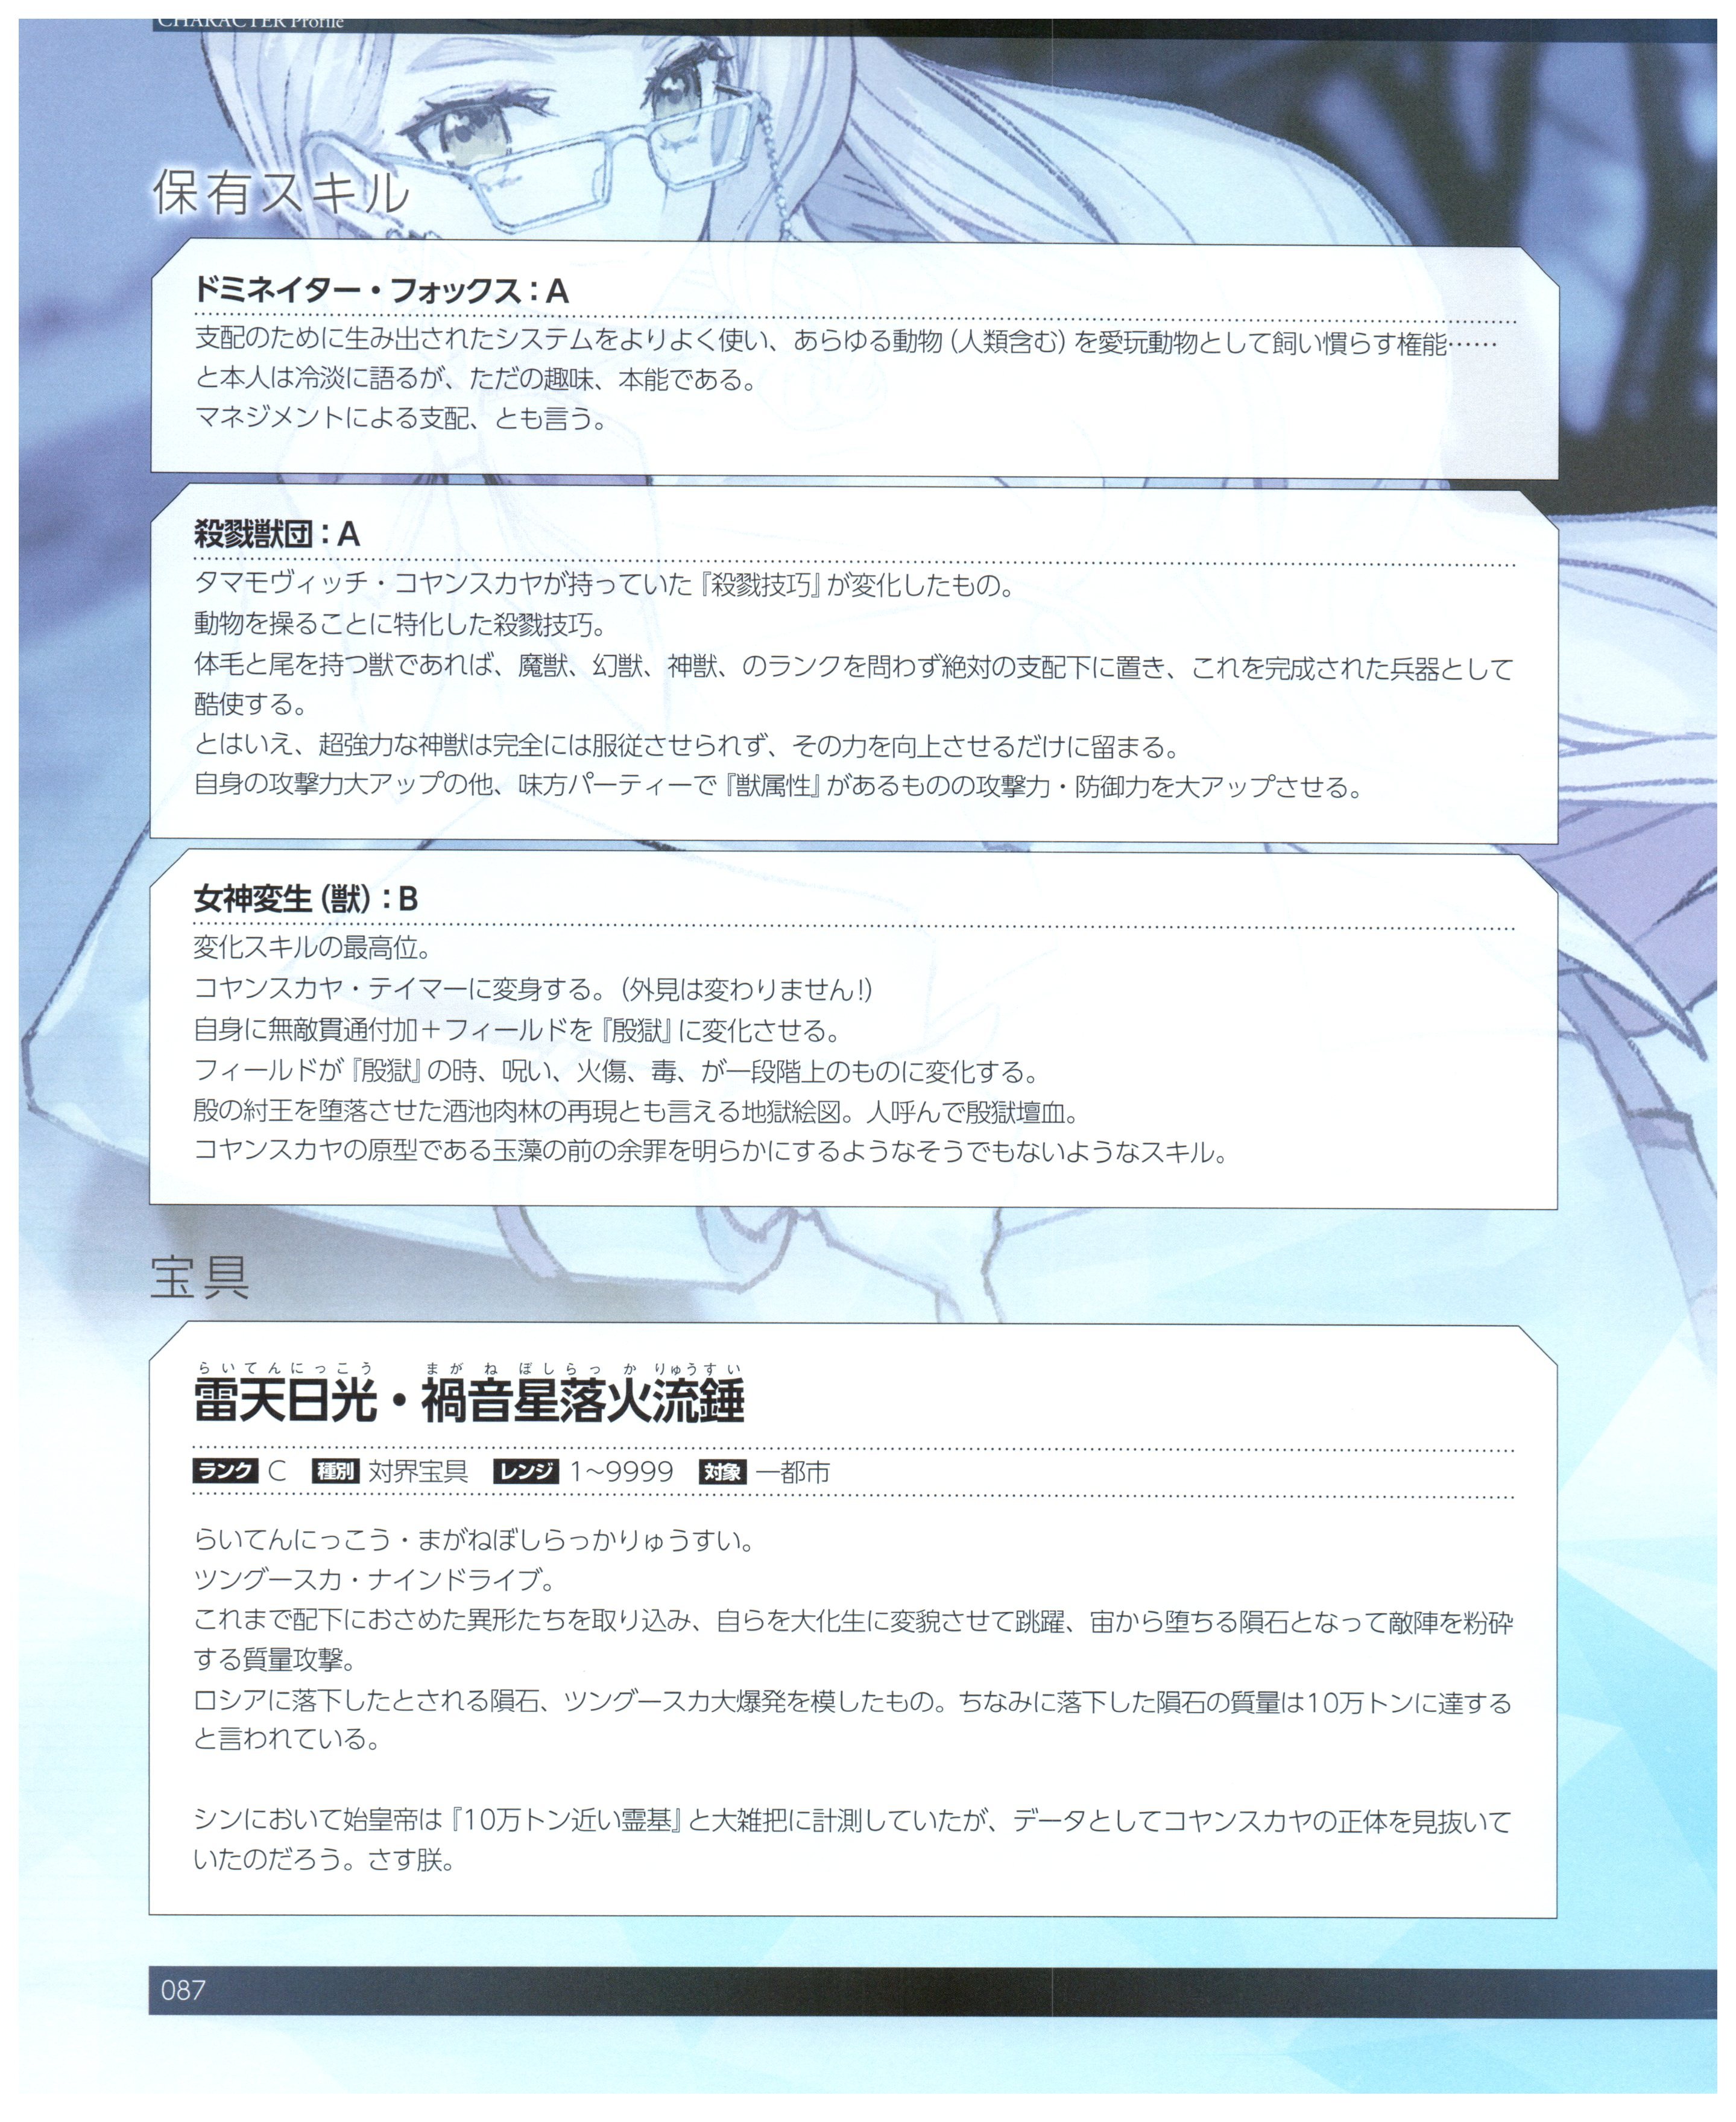 CHARACTER Profile
保有スキル
ドミネイター・フォックス：A
支配のために生み出されたシステムをよりよく使い、あらゆる動物（人類含む）を愛玩動物として飼い慣らす権能……
と本人は冷淡に語るが、ただの趣味、本能である。
マネジメントによる支配、とも言う。
殺戮獣団：A
タマモヴィッチ・コヤンスカヤが持っていた『殺戮技巧』が変化したもの。
動物を操ることに特化した殺戮技巧。
体毛と尾を持つ獣であれば、魔獣、幻獣、神獣、のランクを問わず絶対の支配下に置き、これを完成された兵器として
酷使する。
とはいえ、超強力な神獣は完全には服従させられず、その力を向上させるだけに留まる。
自身の攻撃力大アップの他、味方パーティーで『獣属性』があるものの攻撃力・防御力を大アップさせる。
女神変生（獣）：B
変化スキルの最高位。
コヤンスカヤ・テイマーに変身する。（外見は変わりません！）
自身に無敵貫通付加＋フィールドを『殷獄』に変化させる。
フィールドが『殷獄』の時、呪い、火傷、毒、が一段階上のものに変化する。
殷の紂王を堕落させた酒池肉林の再現とも言える地獄絵図。人呼んで殷獄壇血。
コヤンスカヤの原型である玉藻の前の余罪を明らかにするようなそうでもないようなスキル。
宝具
らいてんにっこう まがねぼしらっかりゅうすい
雷天日光・禍音星落火流錘
ランク C 種別 対界宝具 レンジ 1～9999 対象 一都市
らいてんにっこう・まがねぼしらっかりゅうすい。
ツングースカ・ナインドライブ。
これまで配下におさめた異形たちを取り込み、自らを大化生に変貌させて跳躍、宙から堕ちる隕石となって敵陣を粉砕
する質量攻撃。
ロシアに落下したとされる隕石、ツングースカ大爆発を模したもの。ちなみに落下した隕石の質量は10万トンに達する
と言われている。
シンにおいて始皇帝は『10万トン近い霊基』と大雑把に計測していたが、データとしてコヤンスカヤの正体を見抜いて
いたのだろう。さす朕。
087